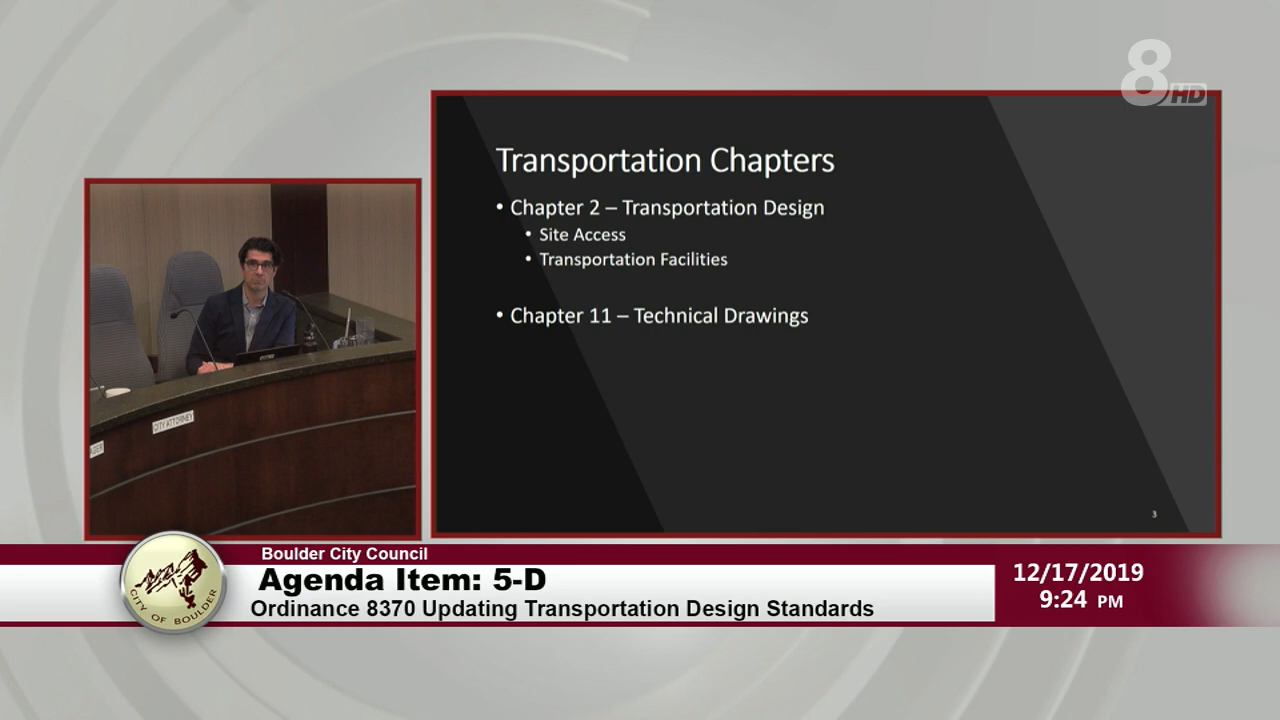 8HD
Transportation Chapters
• Chapter 2 – Transportation Design
• Site Access
• Transportation Facilities
• Chapter 11 – Technical Drawings
3
CITY ATTORNEY
Boulder City Council
Agenda Item: 5-D
Ordinance 8370 Updating Transportation Design Standards
CITY OF BOULDER
12/17/2019
9:24 PM